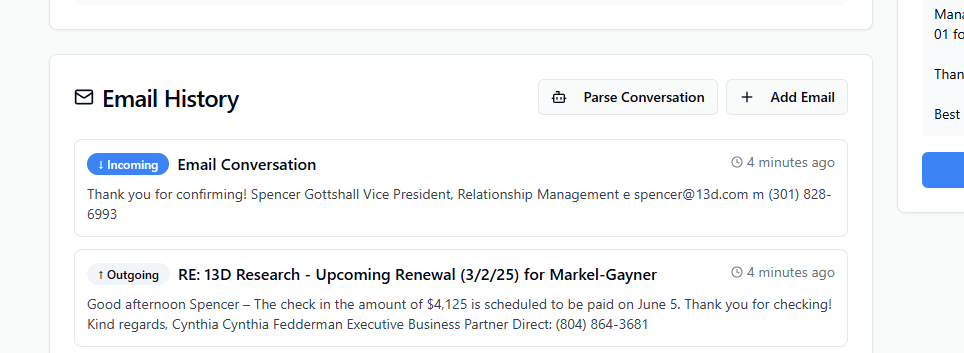 Email History
Parse Conversation
+ Add Email
↓ Incoming
Email Conversation
4 minutes ago
Thank you for confirming! Spencer Gottshall Vice President, Relationship Management e spencer@13d.com m (301) 828-
6993
↑ Outgoing
RE: 13D Research - Upcoming Renewal (3/2/25) for Markel-Gayner
4 minutes ago
Good afternoon Spencer – The check in the amount of $4,125 is scheduled to be paid on June 5. Thank you for checking!
Kind regards, Cynthia Cynthia Fedderman Executive Business Partner Direct: (804) 864-3681
01 fo
Best